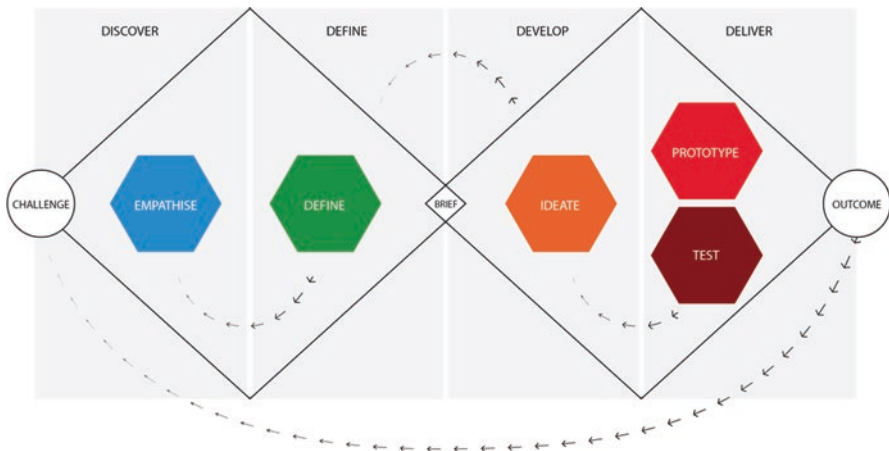 DISCOVER
DEFINE
DEVELOP
DELIVER
CHALLENGE
EMPATHISE
DEFINE
BRIEF
IDEATE
PROTOTYPE
TEST
OUTCOME